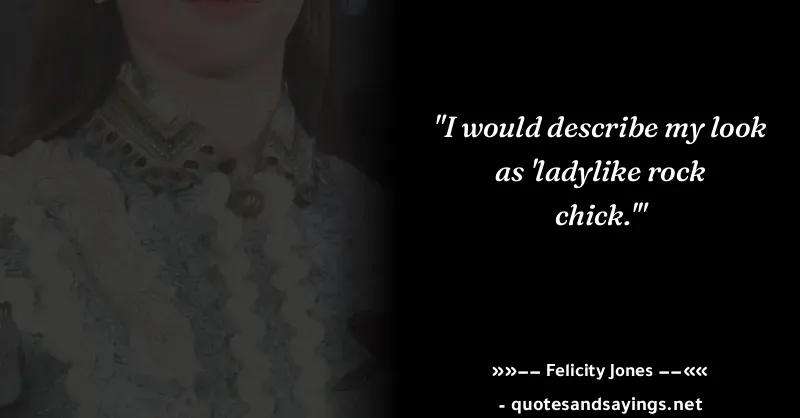 "I would describe my look
as 'ladylike rock
chick.'"
»»−− Felicity Jones −−««
- quotesandsayings.net